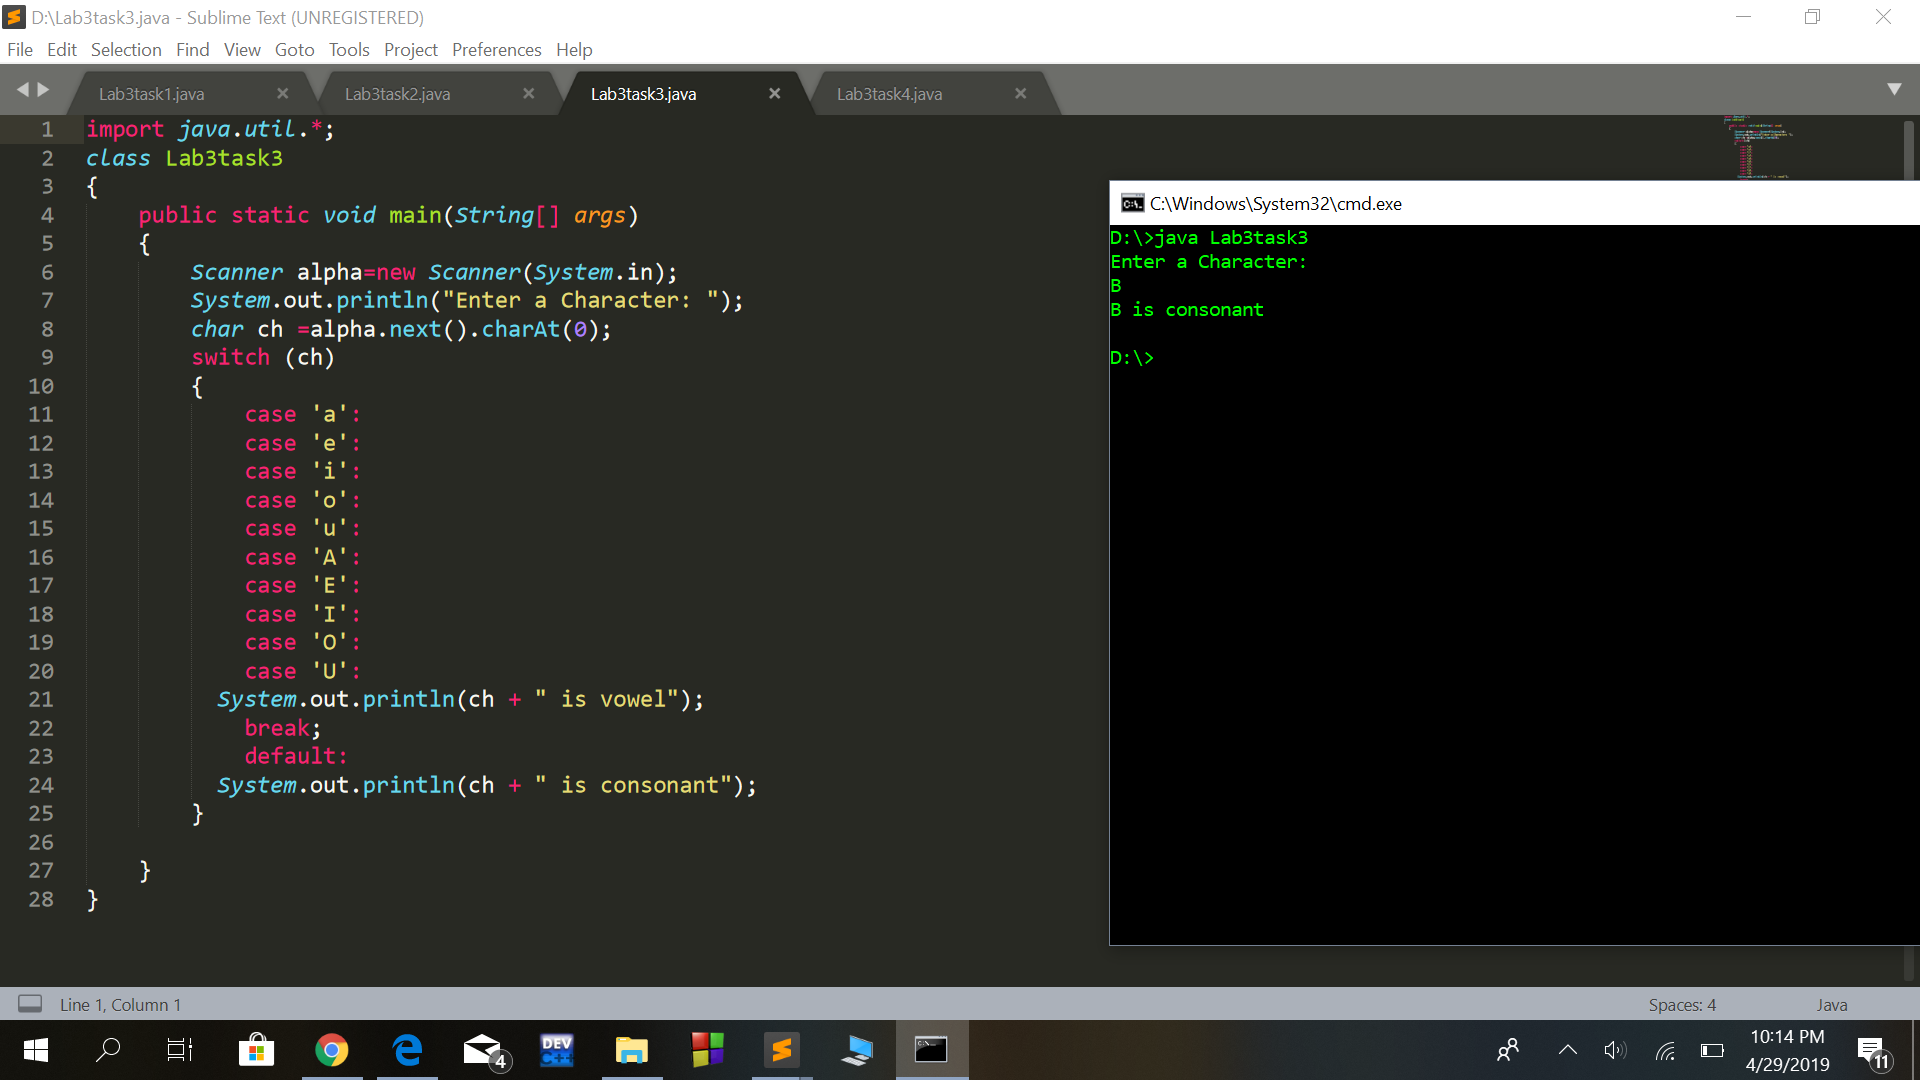 D:\Lab3task3.java - Sublime Text (UNREGISTERED)
File Edit Selection Find View Goto Tools Project Preferences Help
Lab3task1.java Lab3task2.java Lab3task3.java Lab3task4.java
1 import java.util.*;
2 class Lab3task3
3 {
4 public static void main(String[] args)
5 {
6 Scanner alpha=new Scanner(System.in);
7 System.out.println("Enter a Character: ");
8 char ch =alpha.next().charAt(0);
9 switch (ch)
10 {
11 case 'a':
12 case 'e':
13 case 'i':
14 case 'o':
15 case 'u':
16 case 'A':
17 case 'E':
18 case 'I':
19 case 'O':
20 case 'U':
21 System.out.println(ch + " is vowel");
22 break;
23 default:
24 System.out.println(ch + " is consonant");
25 }
26
27 }
28 }
C:\Windows\System32\cmd.exe
D:\>java Lab3task3
Enter a Character:
B
B is consonant
D:\>
Line 1, Column 1 Spaces: 4 Java
4
DEV
C++
10:14 PM
4/29/2019
11